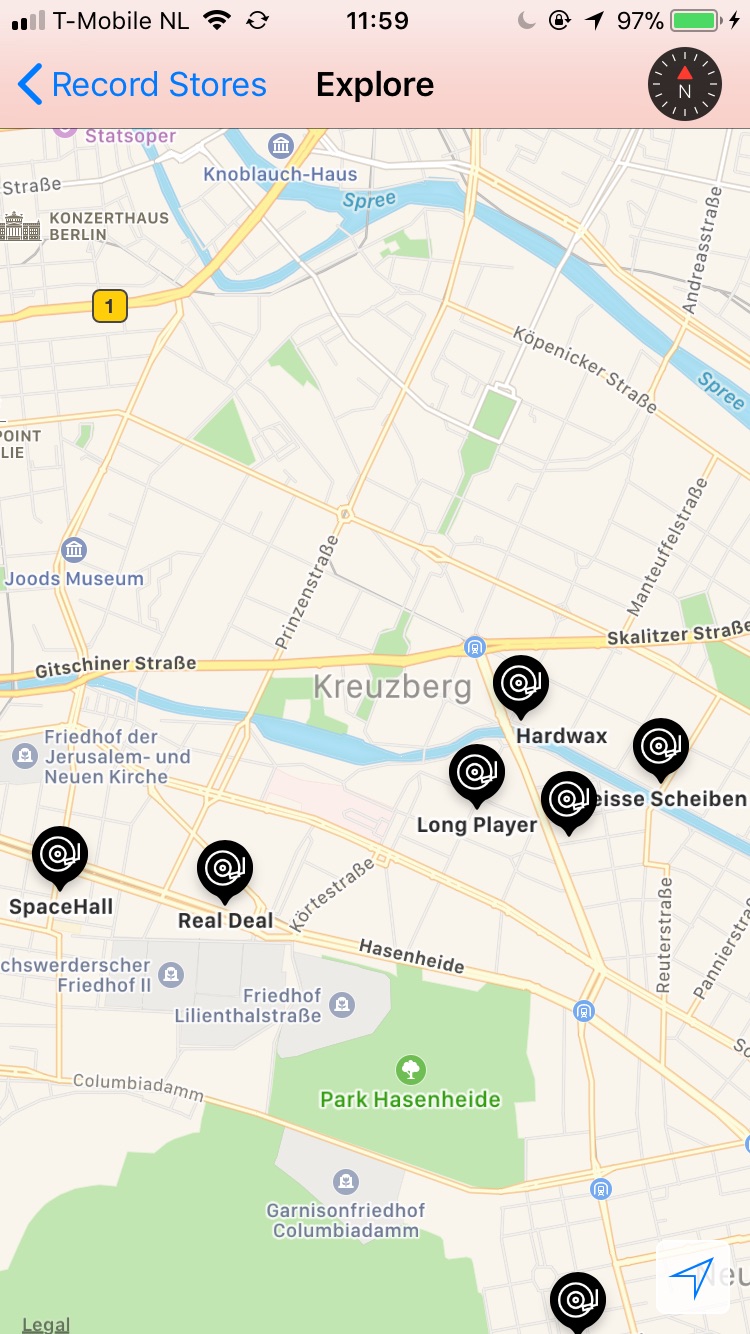 T-Mobile NL 11:59 97%
Record Stores Explore
N
Statsoper
Knoblauch-Haus
Straße
Spree
KONZERTHAUS
BERLIN
Andreasstraße
1
Köpenicker Straße
Spree
POINT
LIE
Manteuffelstraße
Joods Museum
Prinzenstraße
Skalitzer Straße
Gitschiner Straße
Kreuzberg
Hardwax
Friedhof der
Jerusalem- und
Neuen Kirche
eisse Scheiben
Long Player
SpaceHall
Real Deal
Körtestraße
Reuterstraße
Pannierstraß
Hasenheide
chswerderscher
Friedhof II
Friedhof
Lilienthalstraße
Columbiadamm
Park Hasenheide
Garnisonfriedhof
Columbiadamm
Neu
Legal